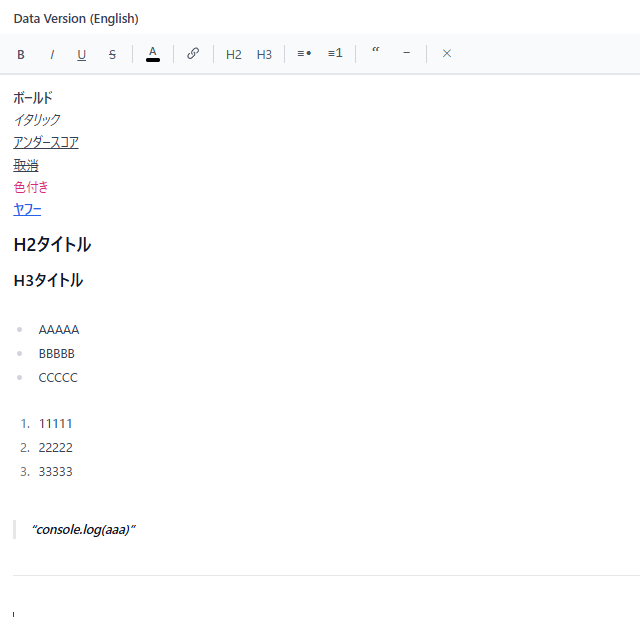 Data Version (English)
B I U S A H2 H3 ≡• ≡1 “ – ×
ボールド
イタリック
アンダースコア
取消
色付き
ヤフー
H2タイトル
H3タイトル
• AAAAA
• BBBBB
• CCCCC
1. 11111
2. 22222
3. 33333
“console.log(aaa)”